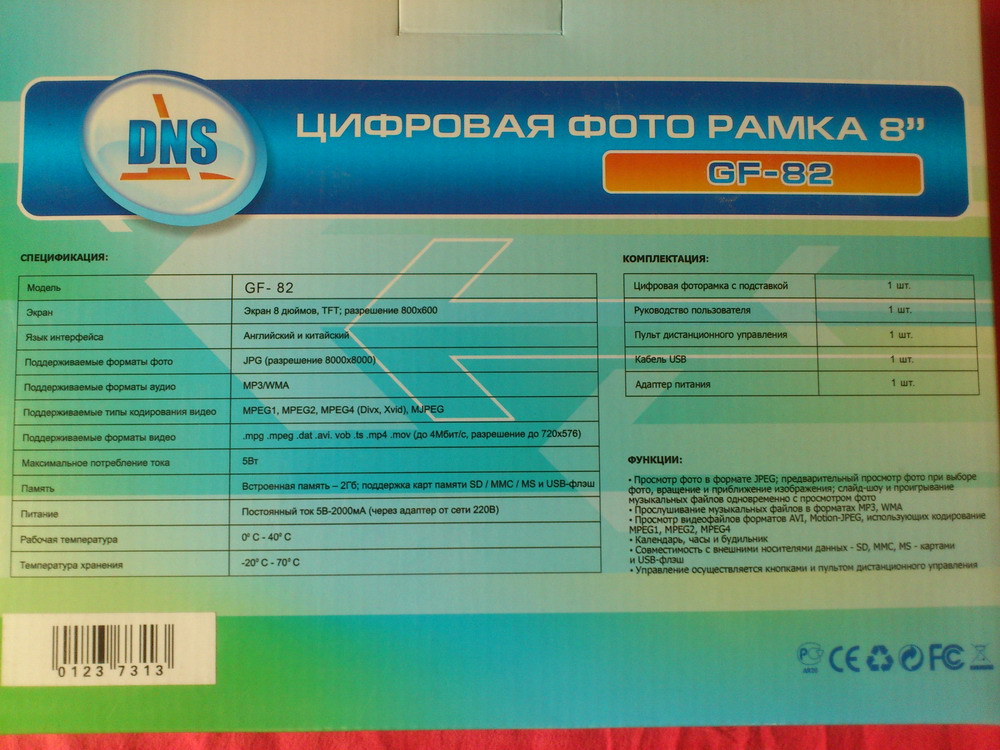 DNS
ЦИФРОВАЯ ФОТО РАМКА 8”
GF-82
СПЕЦИФИКАЦИЯ:
Модель GF- 82
Экран Экран 8 дюймов, TFT; разрешение 800x600
Язык интерфейса Английский и китайский
Поддерживаемые форматы фото JPG (разрешение 8000x8000)
Поддерживаемые форматы аудио MP3/WMA
Поддерживаемые типы кодирования видео MPEG1, MPEG2, MPEG4 (Divx, Xvid), MJPEG
Поддерживаемые форматы видео .mpg .mpeg .dat .avi. vob .ts .mp4 .mov (до 4Мбит/с, разрешение до 720x576)
Максимальное потребление тока 5Вт
Память Встроенная память – 2Гб; поддержка карт памяти SD / MMC / MS и USB-флэш
Питание Постоянный ток 5В-2000мА (через адаптер от сети 220В)
Рабочая температура 0° C - 40° C
Температура хранения -20° C - 70° C
КОМПЛЕКТАЦИЯ:
Цифровая фоторамка с подставкой 1 шт.
Руководство пользователя 1 шт.
Пульт дистанционного управления 1 шт.
Кабель USB 1 шт.
Адаптер питания 1 шт.
ФУНКЦИИ:
• Просмотр фото в формате JPEG; предварительный просмотр фото при выборе
фото, вращение и приближение изображения; слайд-шоу и проигрывание
музыкальных файлов одновременно с просмотром фото
• Прослушивание музыкальных файлов в форматах MP3, WMA
• Просмотр видеофайлов форматов AVI, Motion-JPEG, использующих кодирование
MPEG1, MPEG2, MPEG4
• Календарь, часы и будильник
• Совместимость с внешними носителями данных - SD, MMC, MS - картами
и USB-флэш
• Управление осуществляется кнопками и пультом дистанционного управления
0123 7313
CE FC